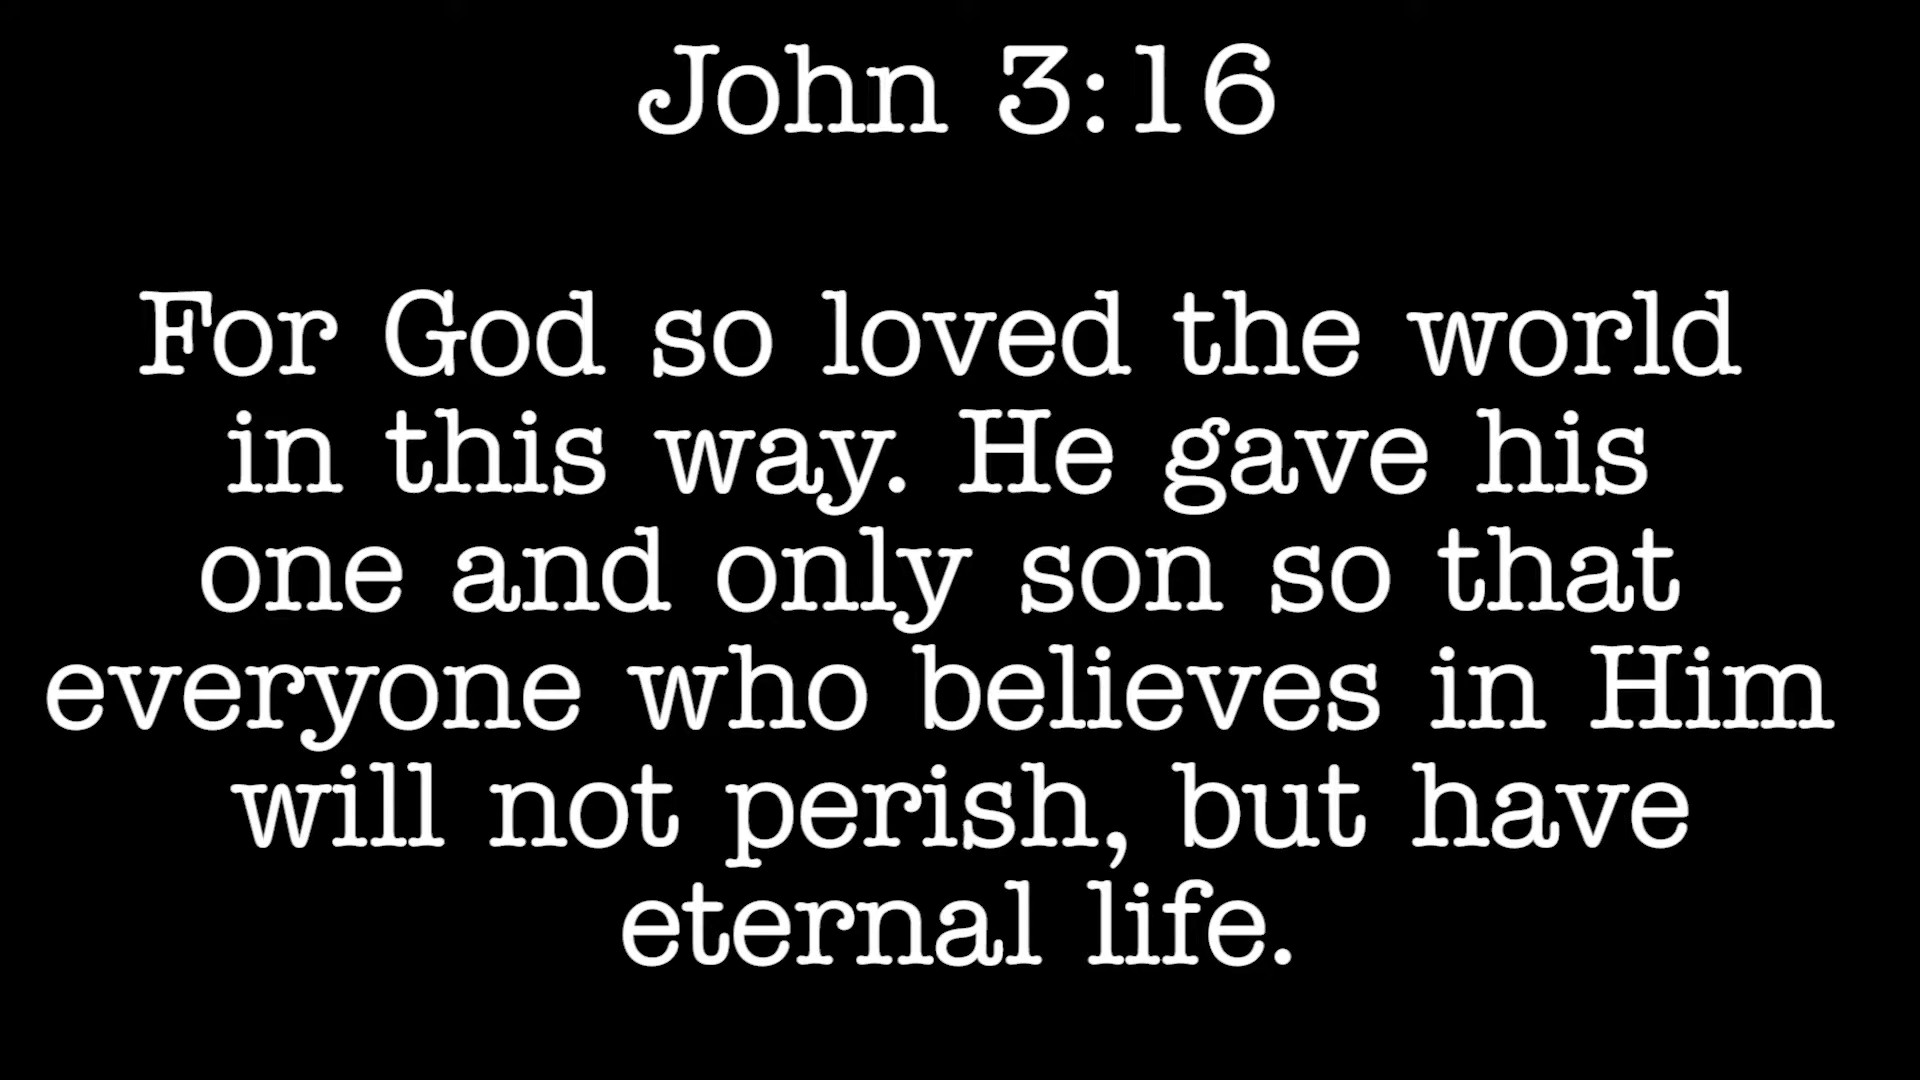 John 3:16
For God so loved the world
in this way. He gave his
one and only son so that
everyone who believes in Him
will not perish, but have
eternal life.